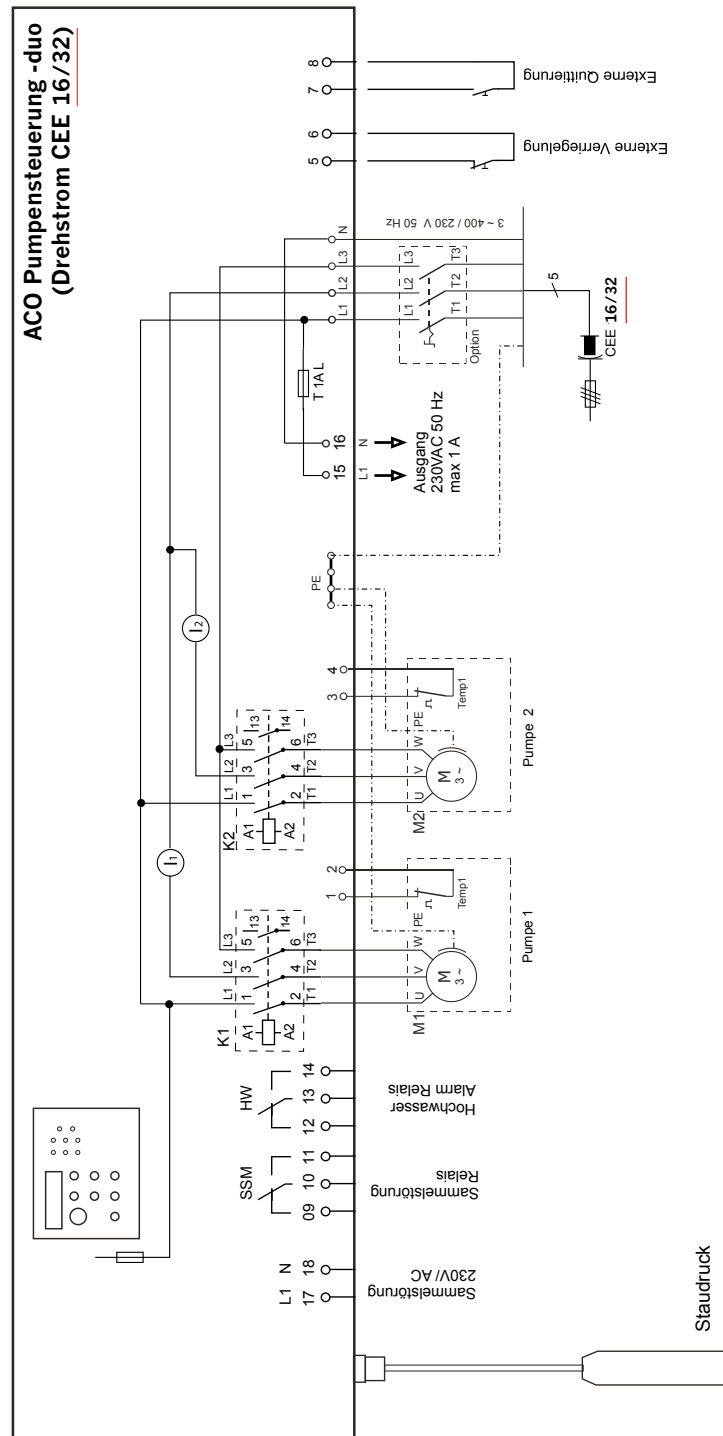 ACO Pumpensteuerung -duo
(Drehstrom CEE 16/32)
L1 N
17 18
Sammelstörung
230V/ AC
SSM
09 10 11
Sammelstörung
Relais
HW
12 13 14
Hochwasser
Alarm Relais
K1
A1
A2
L1 L2 L3
1 3 5 13
2 4 6 14
T1 T2 T3
I1
K2
A1
A2
L1 L2 L3
1 3 5 13
2 4 6 14
T1 T2 T3
I2
1 2
M1
U V W PE
M
3 ~
Temp1
Pumpe 1
3 4
M2
U V W PE
M
3 ~
Temp1
Pumpe 2
PE
T 1A L
15 16
L1 N
Ausgang
230VAC 50 Hz
max 1 A
L1 L2 L3 N
L1 L2 L3
T1 T2 T3
Option
3 ~ 400 / 230 V 50 Hz
5
CEE 16/32
5 6
Externe Verriegelung
7 8
Externe Quittierung
Staudruck